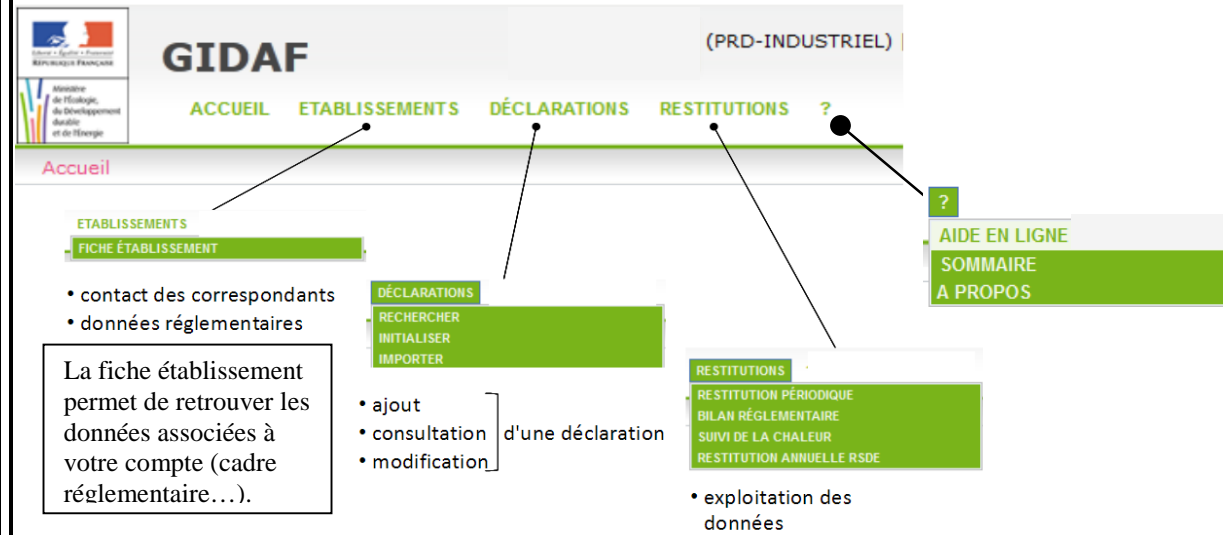 Liberté • Égalité • Fraternité
RÉPUBLIQUE FRANÇAISE
Ministère
de l'Écologie,
du Développement
durable
et de l'Énergie
GIDAF
(PRD-INDUSTRIEL) |
ACCUEIL ETABLISSEMENTS DÉCLARATIONS RESTITUTIONS ?
Accueil
ETABLISSEMENTS
FICHE ÉTABLISSEMENT
• contact des correspondants
• données réglementaires
La fiche établissement
permet de retrouver les
données associées à
votre compte (cadre
réglementaire…).
DÉCLARATIONS
RECHERCHER
INITIALISER
IMPORTER
• ajout
• consultation d'une déclaration
• modification
RESTITUTIONS
RESTITUTION PÉRIODIQUE
BILAN RÉGLEMENTAIRE
SUIVI DE LA CHALEUR
RESTITUTION ANNUELLE RSDE
• exploitation des
données
?
AIDE EN LIGNE
SOMMAIRE
A PROPOS